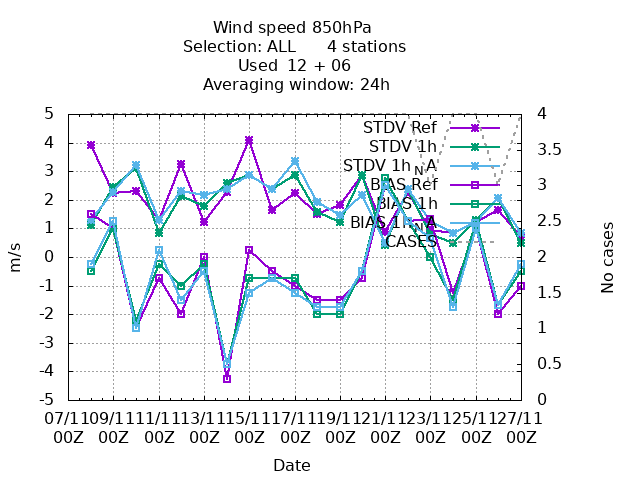 Wind speed 850hPa
Selection: ALL 4 stations
Used 12 + 06
Averaging window: 24h
5
4
3
2
1
0
-1
-2
-3
-4
-5
m/s
4
3.5
3
2.5
2
1.5
1
0.5
0
No cases
STDV Ref
STDV 1h
STDV 1h_NA
BIAS Ref
BIAS 1h
BIAS 1h_NA
CASES
07/11 09/11 11/11 13/11 15/11 17/11 19/11 21/11 23/11 25/11 27/11
00Z 00Z 00Z 00Z 00Z 00Z 00Z 00Z 00Z 00Z 00Z
Date